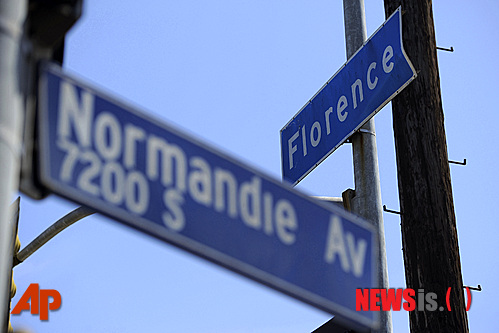 Florence
Normandie Av
7200 S
AP
NEWSis.( )